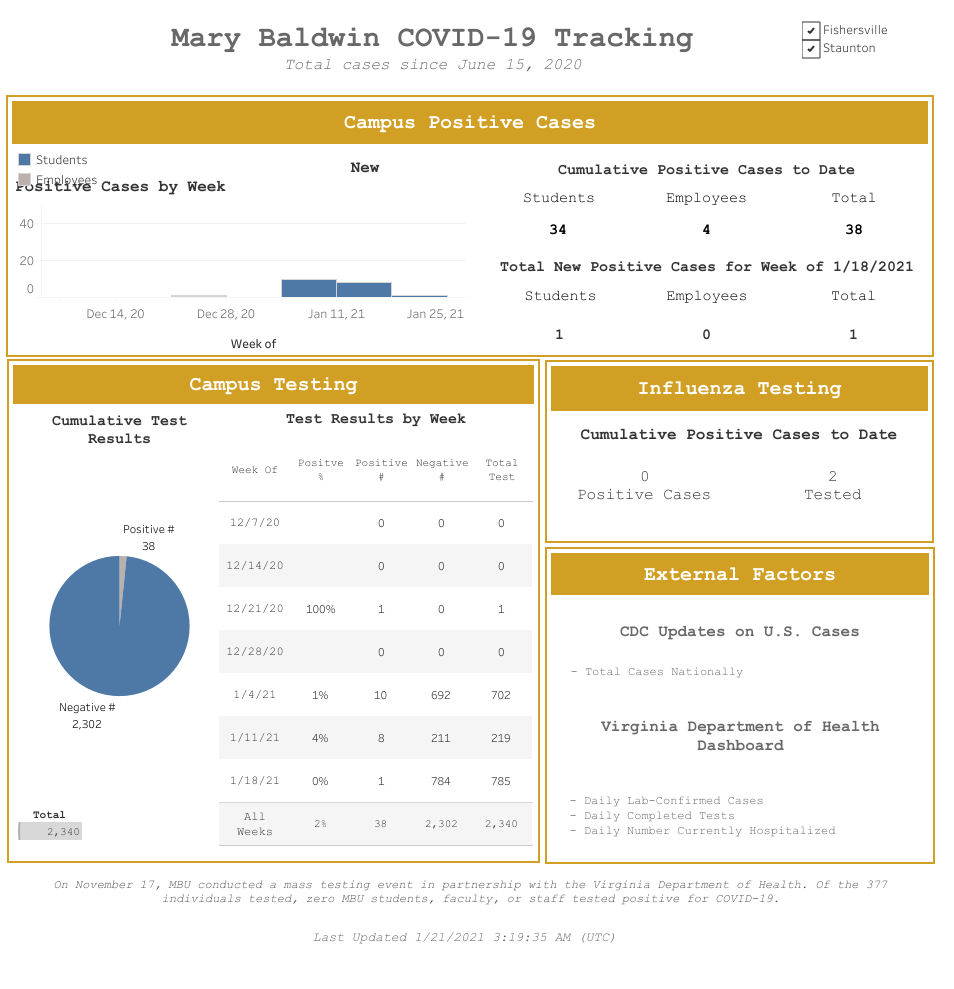 Mary Baldwin COVID-19 Tracking
Total cases since June 15, 2020
Fishersville
Staunton
Campus Positive Cases
Students
Employees
New
Positive Cases by Week
40
20
0
Dec 14, 20 Dec 28, 20 Jan 11, 21 Jan 25, 21
Week of
Cumulative Positive Cases to Date
Students Employees Total
34 4 38
Total New Positive Cases for Week of 1/18/2021
Students Employees Total
1 0 1
Campus Testing
Cumulative Test
Results
Positive #
38
Negative #
2,302
Total
2,340
Test Results by Week
Week Of Positve % Positive # Negative # Total Test
12/7/20 0 0 0
12/14/20 0 0 0
12/21/20 100% 1 0 1
12/28/20 0 0 0
1/4/21 1% 10 692 702
1/11/21 4% 8 211 219
1/18/21 0% 1 784 785
All Weeks 2% 38 2,302 2,340
Influenza Testing
Cumulative Positive Cases to Date
0 2
Positive Cases Tested
External Factors
CDC Updates on U.S. Cases
- Total Cases Nationally
Virginia Department of Health
Dashboard
- Daily Lab-Confirmed Cases
- Daily Completed Tests
- Daily Number Currently Hospitalized
On November 17, MBU conducted a mass testing event in partnership with the Virginia Department of Health. Of the 377
individuals tested, zero MBU students, faculty, or staff tested positive for COVID-19.
Last Updated 1/21/2021 3:19:35 AM (UTC)